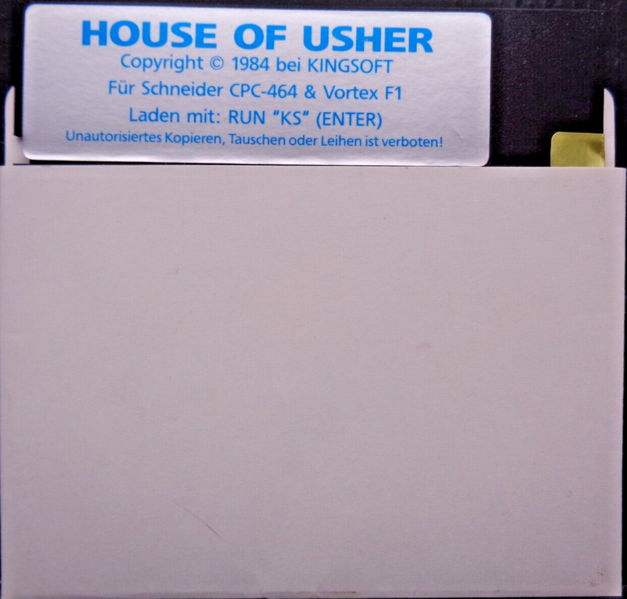 HOUSE OF USHER
Copyright © 1984 bei KINGSOFT
Für Schneider CPC-464 & Vortex F1
Laden mit: RUN "KS" (ENTER)
Unautorisiertes Kopieren, Tauschen oder Leihen ist verboten!